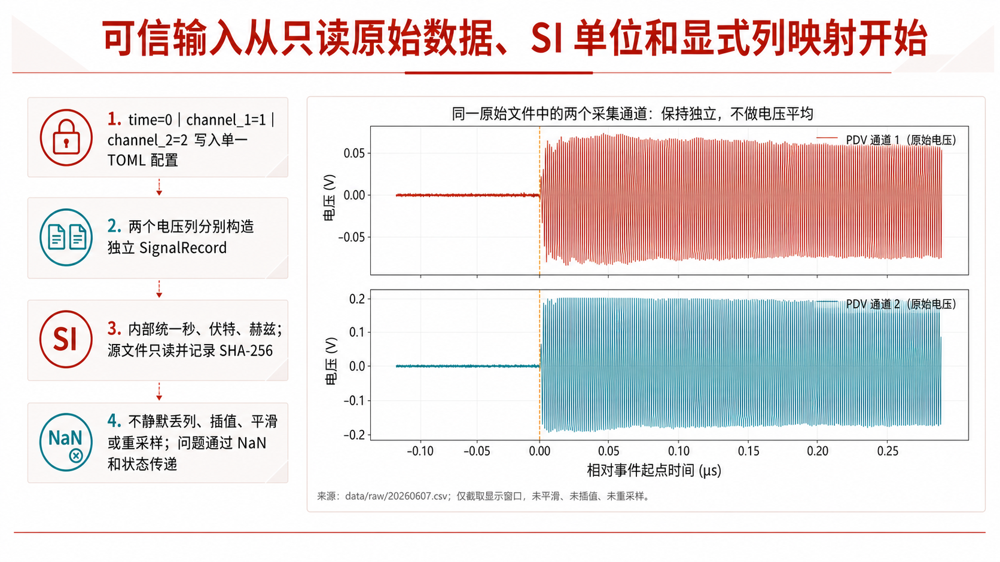 可信输入从只读原始数据、SI 单位和显式列映射开始
1. time=0 | channel_1=1 |
channel_2=2 写入单一
TOML 配置
2. 两个电压列分别构造
独立 SignalRecord
SI
3. 内部统一秒、伏特、赫兹；
源文件只读并记录 SHA-256
NaN
4. 不静默丢列、插值、平滑
或重采样；问题通过 NaN
和状态传递
同一原始文件中的两个采集通道：保持独立，不做电压平均
PDV 通道 1（原始电压）
电压 (V)
0.05
0.00
−0.05
PDV 通道 2（原始电压）
电压 (V)
0.2
0.1
0.0
−0.1
−0.2
−0.10 −0.05 0.00 0.05 0.10 0.15 0.20 0.25
相对事件起点时间 (μs)
来源：data/raw/20260607.csv；仅截取显示窗口，未平滑、未插值、未重采样。